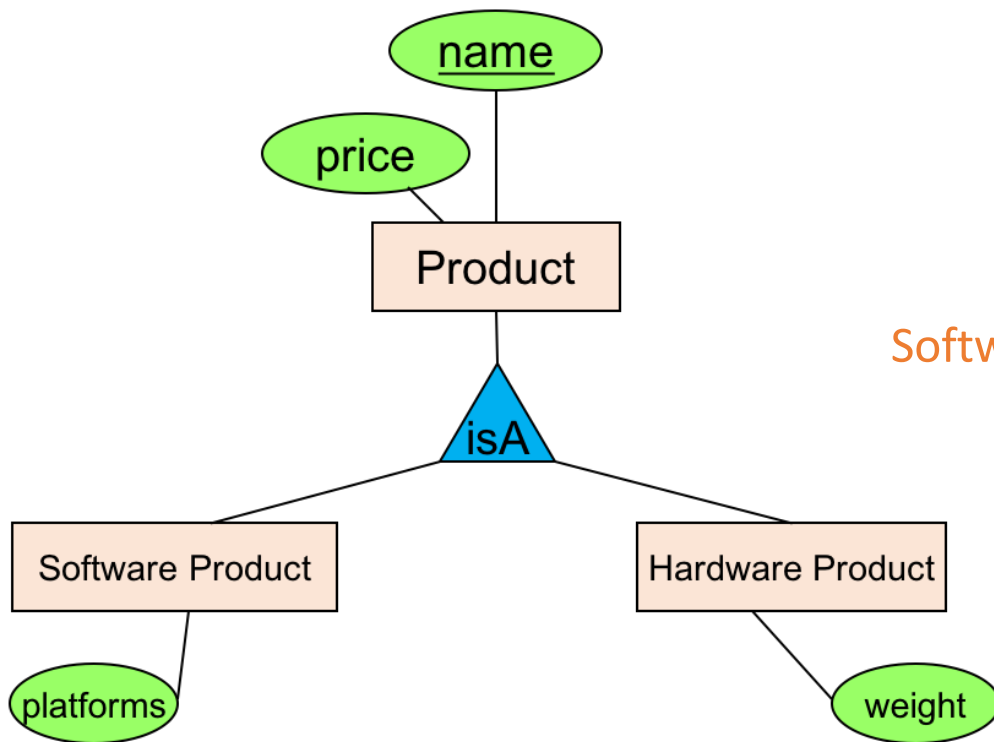 name
price
Product
Softw
isA
Software Product
Hardware Product
platforms
weight